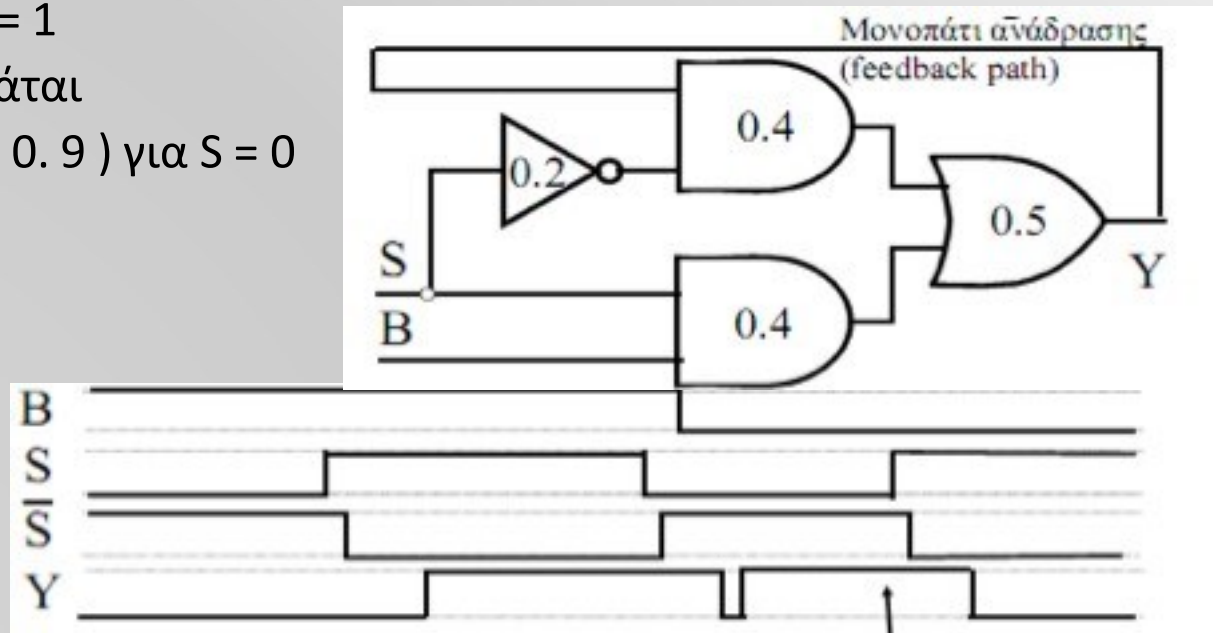 = 1
άται
0. 9 ) για S = 0
Μονοπάτι ανάδρασης
(feedback path)
0.4
0.2
0.5
S
Y
B
0.4
B
S
S̅
Y